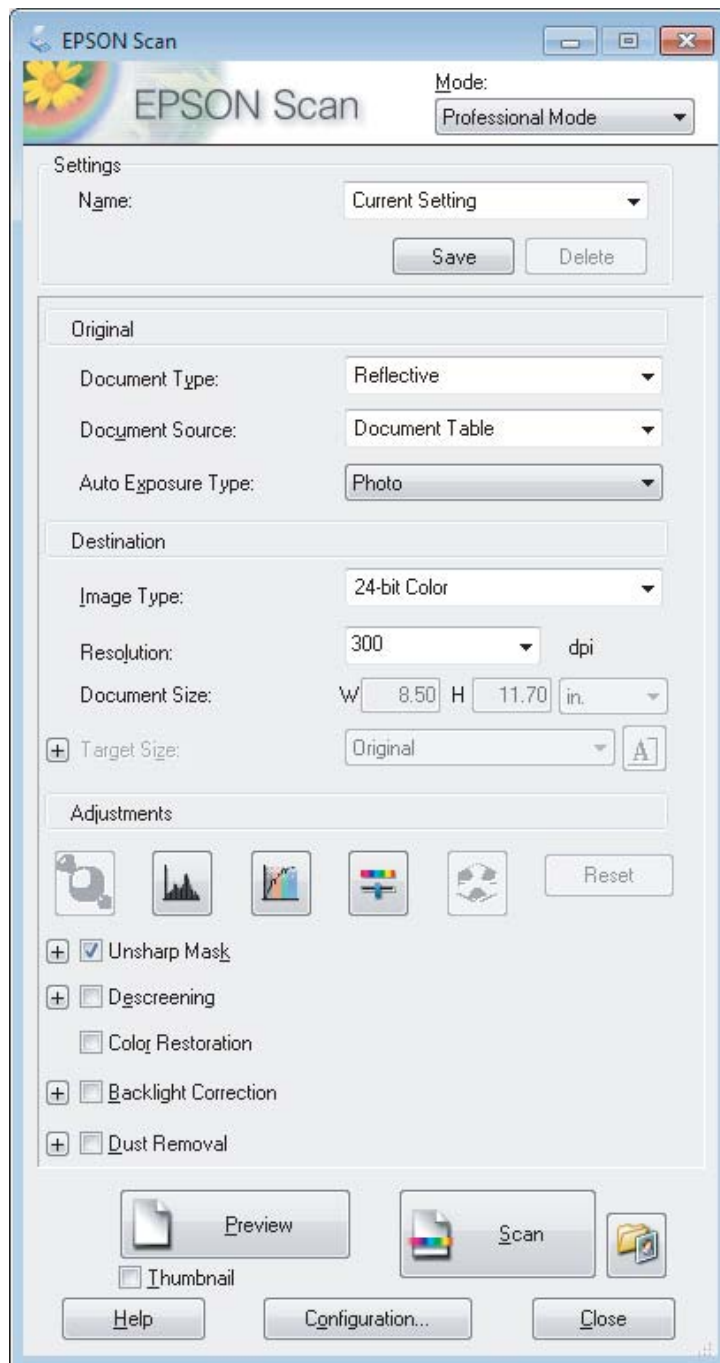 EPSON Scan
EPSON Scan
Mode:
Professional Mode
Settings
Name:
Current Setting
Save
Delete
Original
Document Type:
Reflective
Document Source:
Document Table
Auto Exposure Type:
Photo
Destination
Image Type:
24-bit Color
Resolution:
300
dpi
Document Size:
W 8.50 H 11.70 in.
Target Size:
Original
A
Adjustments
Reset
Unsharp Mask
Descreening
Color Restoration
Backlight Correction
Dust Removal
Preview
Scan
Thumbnail
Help
Configuration...
Close